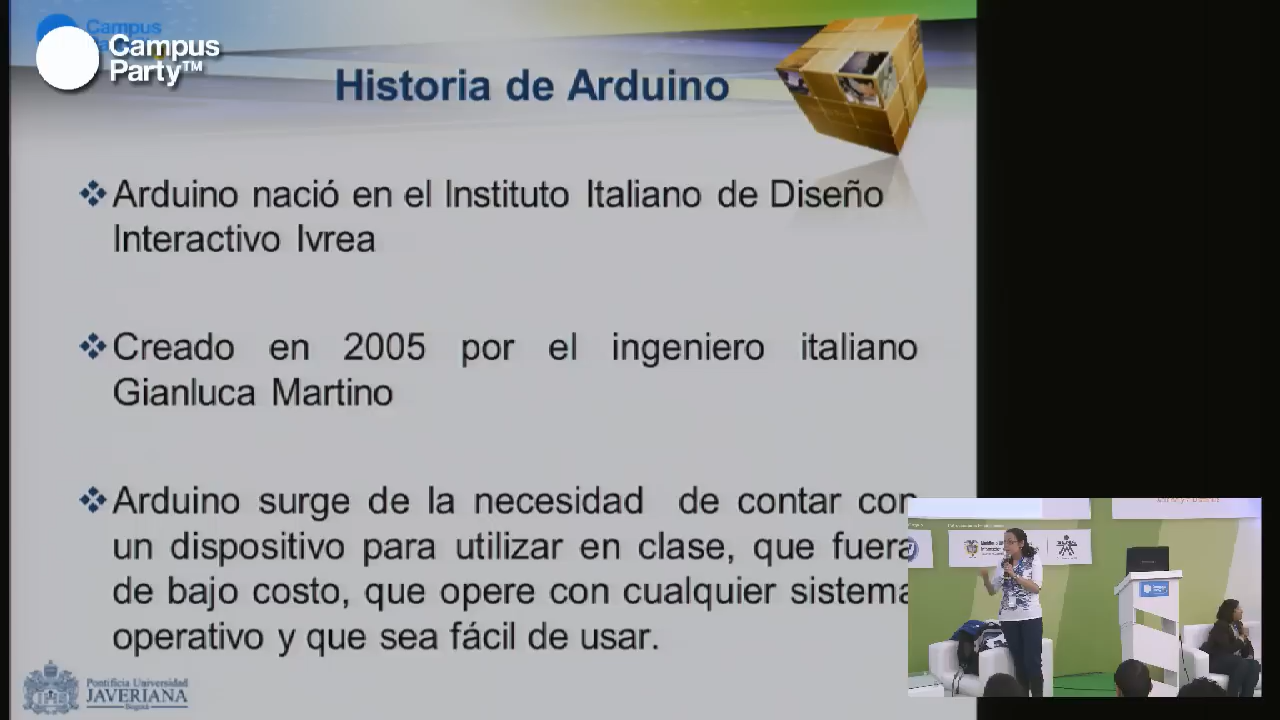 Campus
Party™
Historia de Arduino
❖ Arduino nació en el Instituto Italiano de Diseño
Interactivo Ivrea
❖ Creado en 2005 por el ingeniero italiano
Gianluca Martino
❖ Arduino surge de la necesidad de contar con
un dispositivo para utilizar en clase, que fuera
de bajo costo, que opere con cualquier sistema
operativo y que sea fácil de usar.
Pontificia Universidad
JAVERIANA
Bogotá